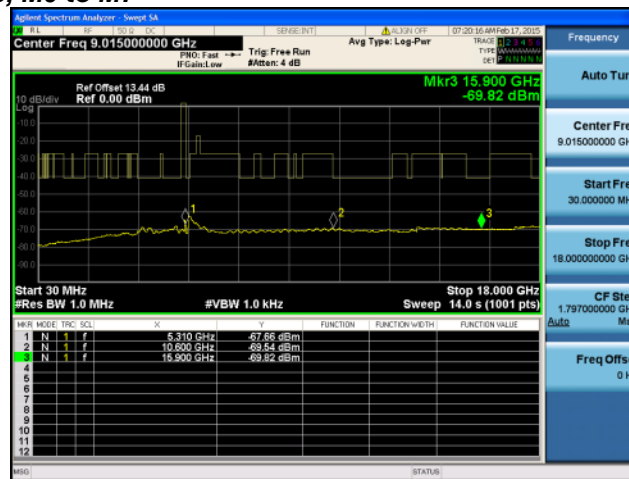 , M0 to M7
Agilent Spectrum Analyzer - Swept SA
RL RF 50 Ω DC SENSE:INT ALIGN OFF 07:20:16 AM Feb 17, 2015
Center Freq 9.015000000 GHz
PNO: Fast
IFGain:Low
Trig: Free Run
#Atten: 4 dB
Avg Type: Log-Pwr
TRACE 1 2 3 4 5 6
TYPE
DET P N N N N N
Mkr3 15.900 GHz
-69.82 dBm
Ref Offset 13.44 dB
10 dB/div Ref 0.00 dBm
Log
-10.0
-20.0
-30.0
-40.0
-50.0
-60.0
-70.0
-80.0
-90.0
1
2
3
Start 30 MHz Stop 18.000 GHz
#Res BW 1.0 MHz #VBW 1.0 kHz Sweep 14.0 s (1001 pts)
MKR MODE TRC SCL X Y FUNCTION FUNCTION WIDTH FUNCTION VALUE
1 N 1 f 5.310 GHz -67.66 dBm
2 N 1 f 10.600 GHz -69.54 dBm
3 N 1 f 15.900 GHz -69.82 dBm
4
5
6
7
8
9
10
11
12
MSG STATUS
Frequency
Auto Tun
Center Fre
9.015000000 GH
Start Fre
30.000000 MH
Stop Fre
18.000000000 GH
CF Ste
1.797000000 GH
Auto Ma
Freq Offs
0 H